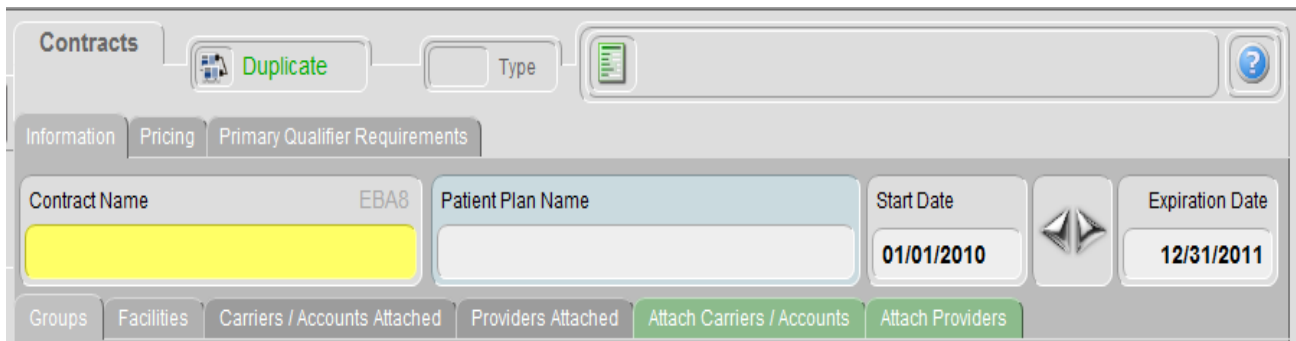 Contracts
Duplicate
Type
Information Pricing Primary Qualifier Requirements
Contract Name EBA8 Patient Plan Name Start Date Expiration Date
01/01/2010 12/31/2011
Groups Facilities Carriers / Accounts Attached Providers Attached Attach Carriers / Accounts Attach Providers